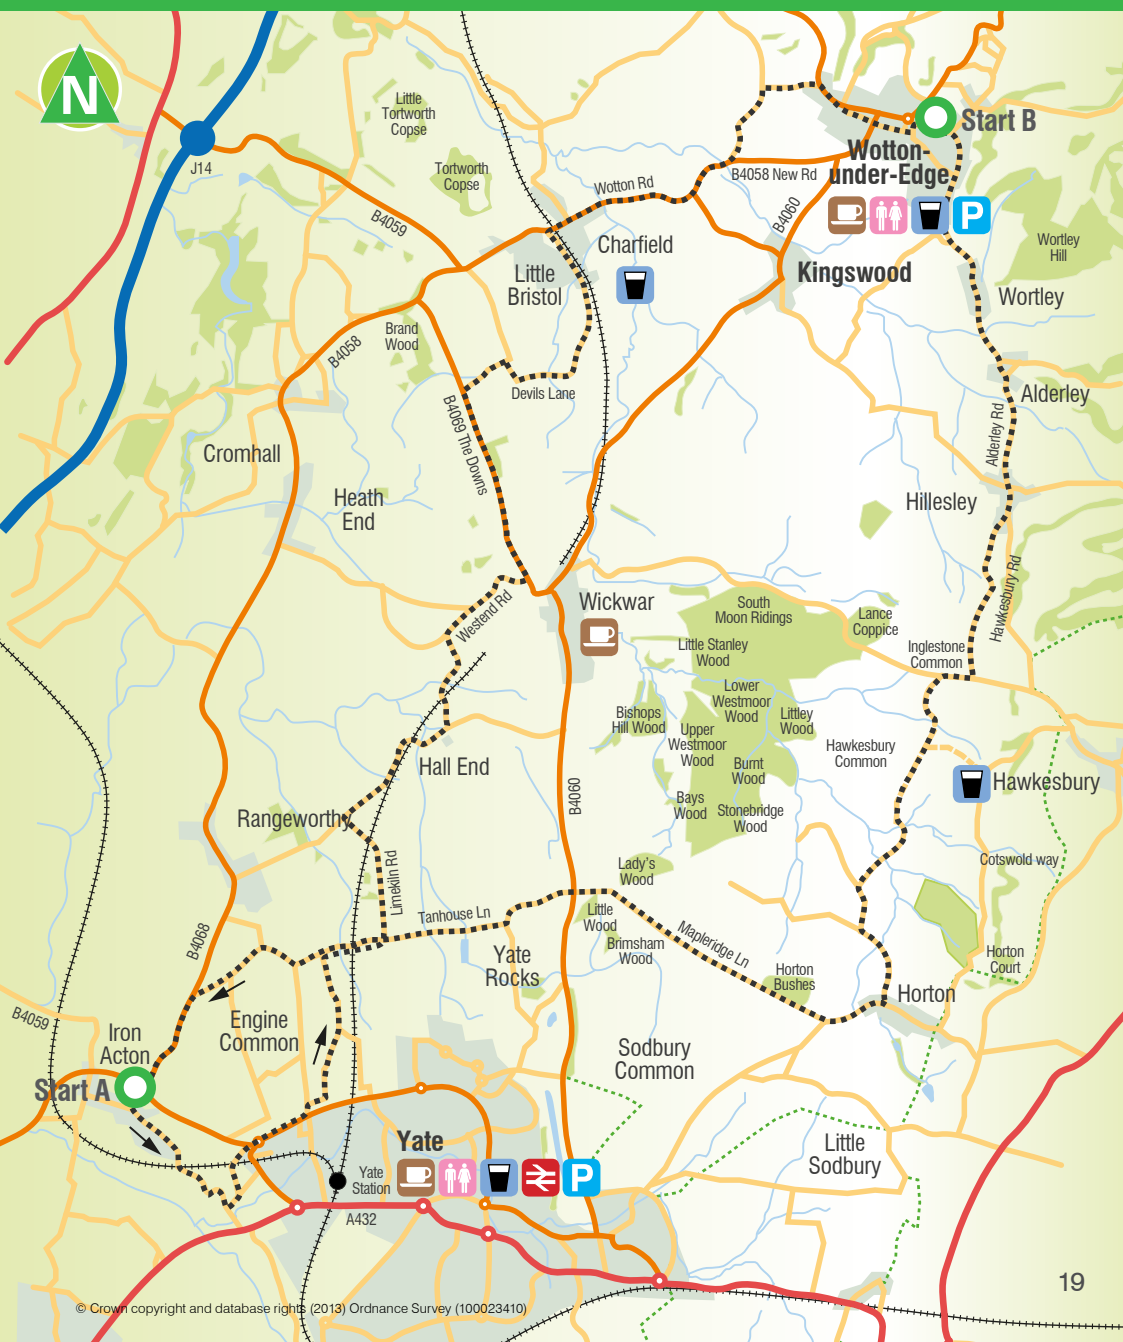 N
Little
Tortworth
Copse
Start B
Wotton-
under-Edge
J14
Tortworth
Copse
B4058 New Rd
Wotton Rd
B4059
B4060
P
Charfield
Wortley
Hill
Kingswood
Little
Bristol
Wortley
Brand
Wood
B4058
Devils Lane
Alderley
B4069 The Downs
Alderley Rd
Cromhall
Heath
End
Hillesley
Hawkesbury Rd
Wickwar
South
Moon Ridings
Lance
Coppice
Westend Rd
Little Stanley
Wood
Inglestone
Common
Lower
Westmoor
Wood
Bishops
Hill Wood
Littley
Wood
Upper
Westmoor
Wood
Hawkesbury
Common
Hall End
Burnt
Wood
Hawkesbury
B4060
Bays
Wood
Stonebridge
Wood
Rangeworthy
Cotswold way
Lady's
Wood
Limekiln Rd
Tanhouse Ln
Little
Wood
Mapleridge Ln
B4068
Brimsham
Wood
Yate
Rocks
Horton
Bushes
Horton
Court
Horton
B4059
Iron
Acton
Engine
Common
Sodbury
Common
Start A
Yate
Little
Sodbury
Yate
Station
P
A432
19
© Crown copyright and database rights (2013) Ordnance Survey (100023410)